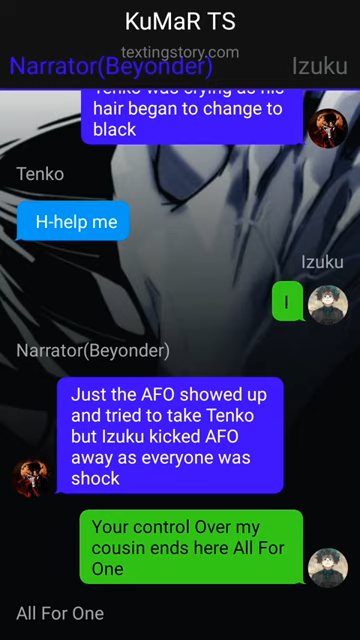 KuMaR TS
textingstory.com
Narrator(Beyonder)
Izuku
Tenko was crying as his
hair began to change to
black
Tenko
H-help me
Izuku
I
Narrator(Beyonder)
Just the AFO showed up
and tried to take Tenko
but Izuku kicked AFO
away as everyone was
shock
Your control Over my
cousin ends here All For
One
All For One